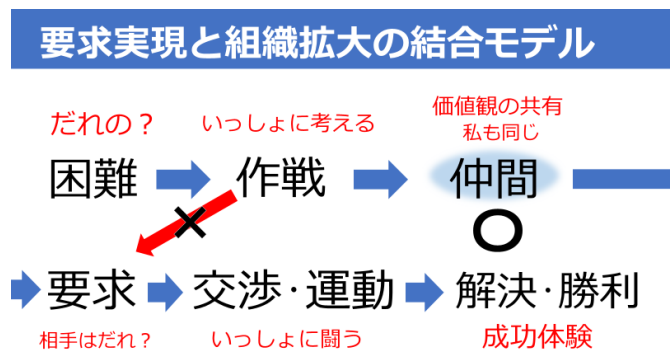 要求実現と組織拡大の結合モデル
だれの？
いっしょに考える
価値観の共有
私も同じ
困難
作戦
仲間
要求
交渉・運動
解決・勝利
相手はだれ？
いっしょに闘う
成功体験